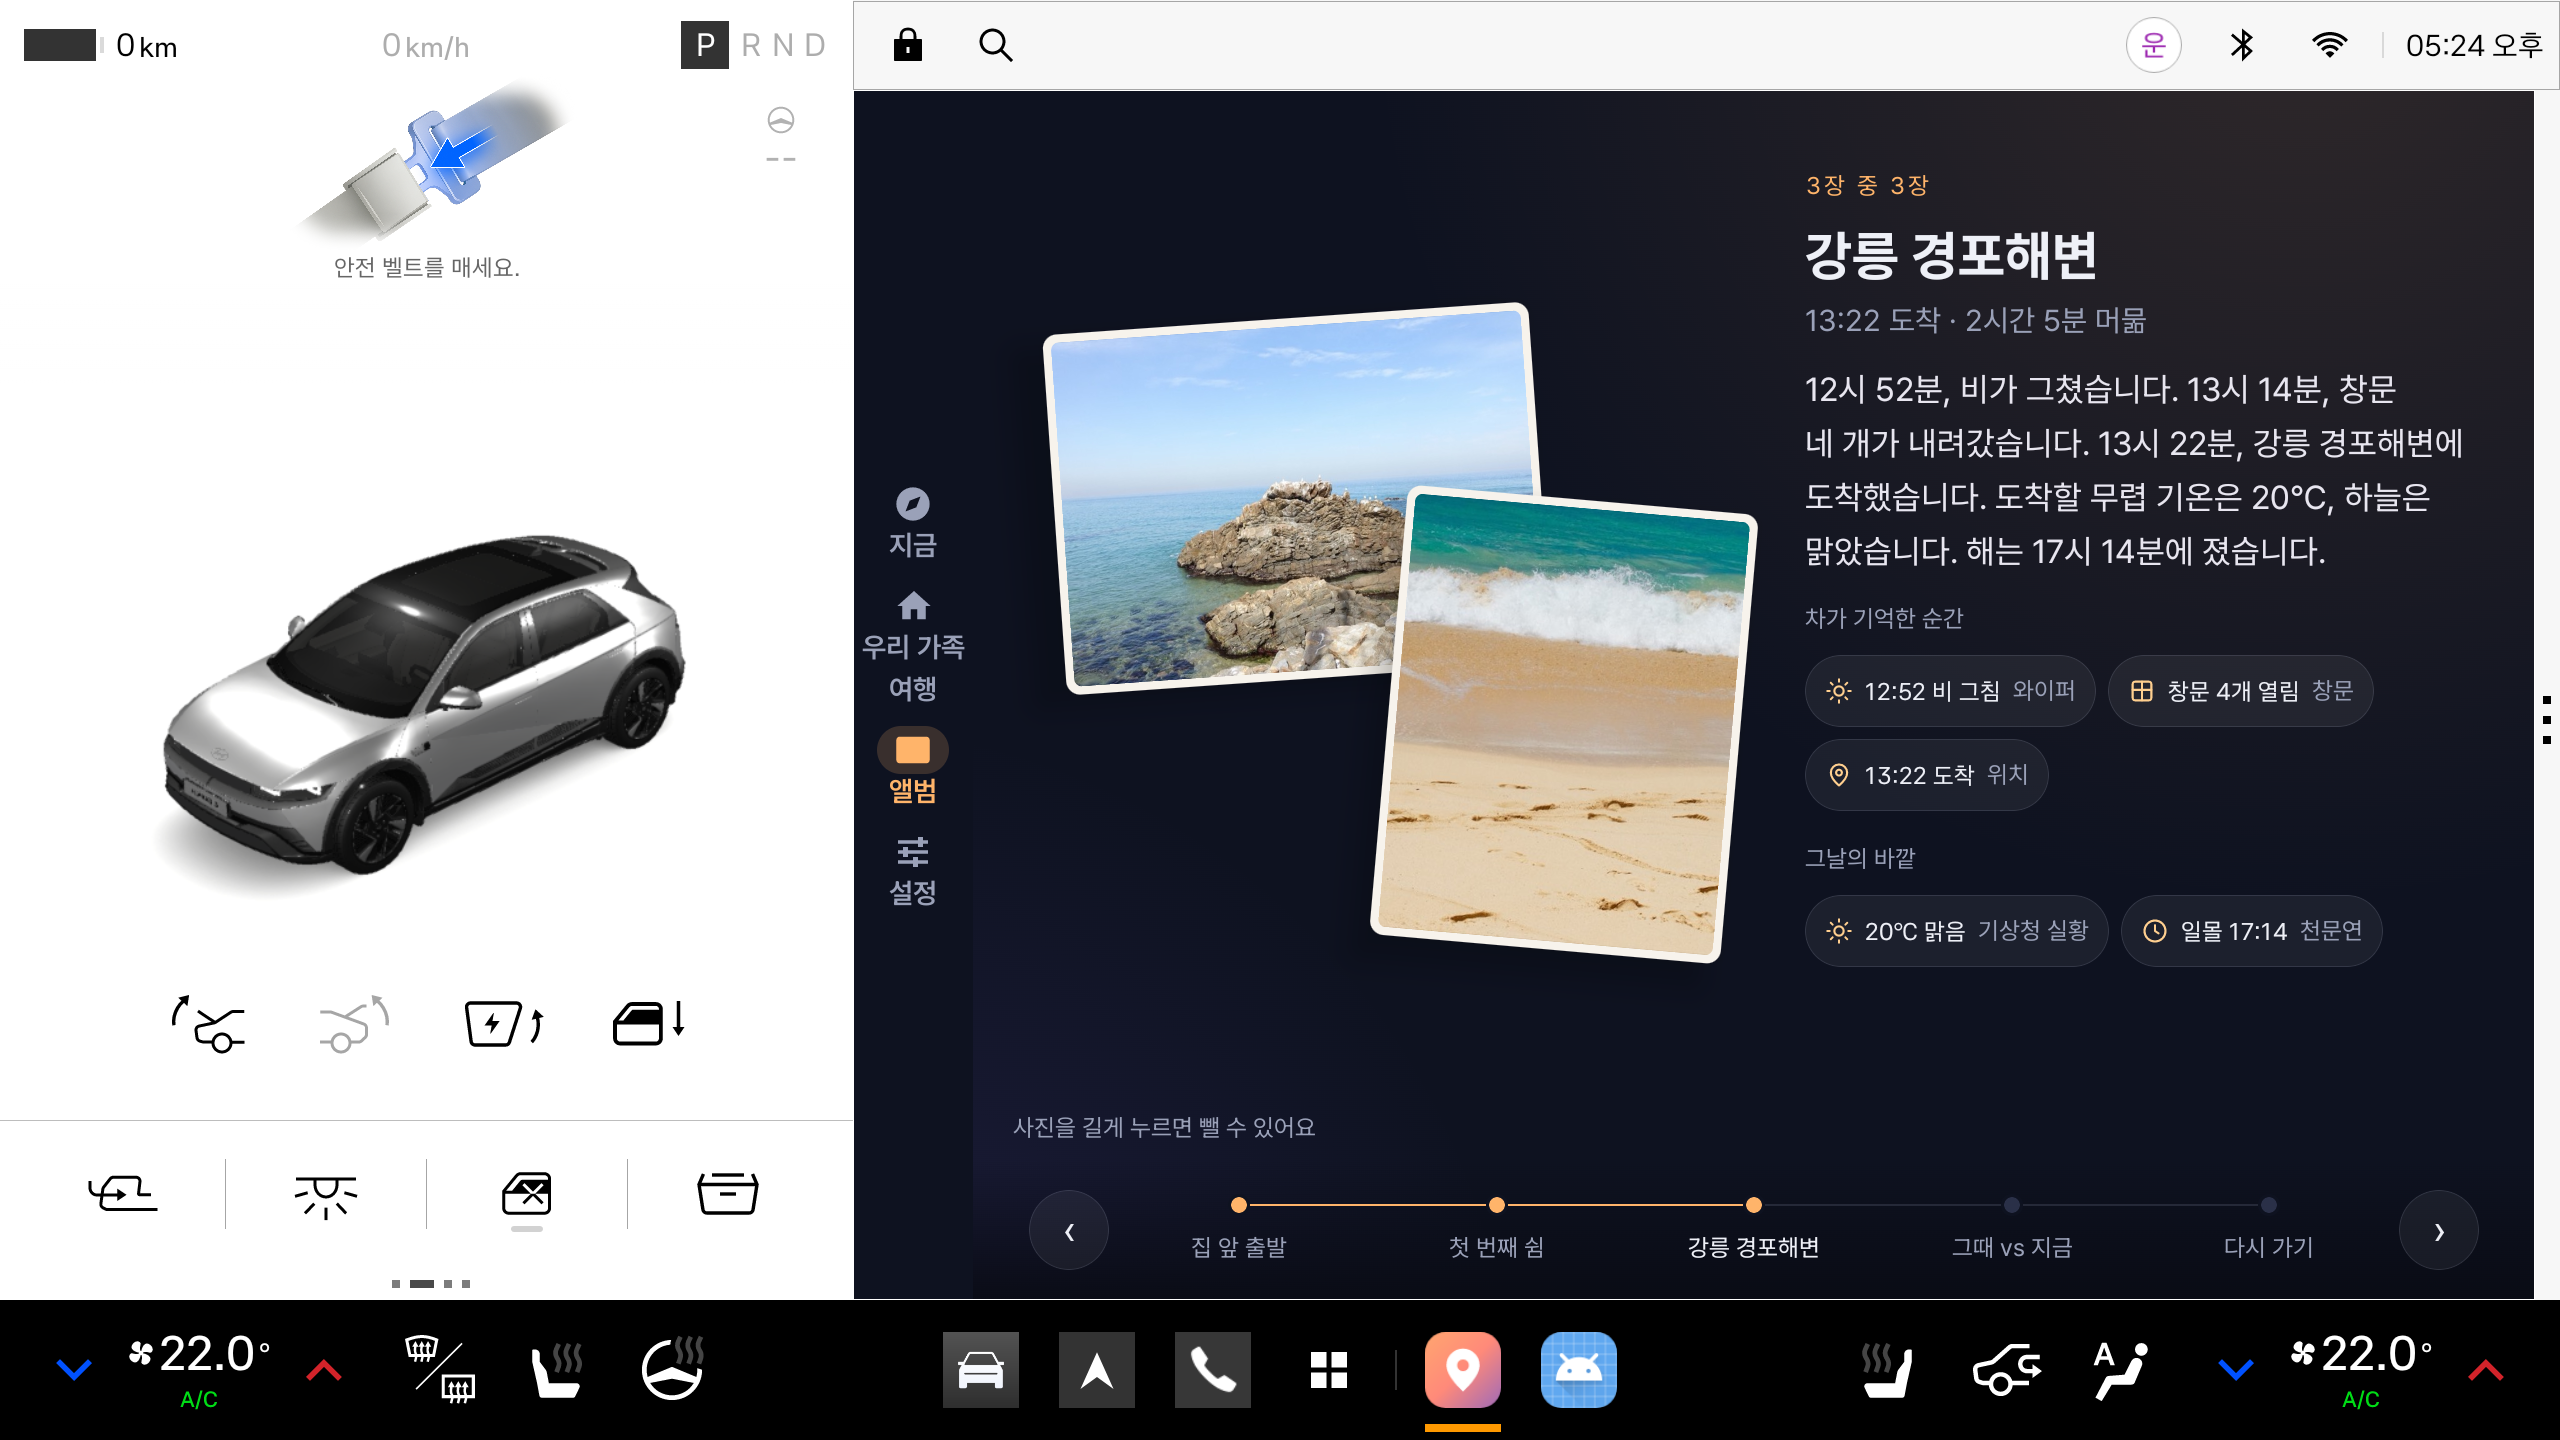 0 km
0 km/h
P R N D
안전 벨트를 매세요.
운
05:24 오후
지금
우리 가족
여행
앨범
설정
3장 중 3장
강릉 경포해변
13:22 도착 · 2시간 5분 머묾
12시 52분, 비가 그쳤습니다. 13시 14분, 창문
네 개가 내려갔습니다. 13시 22분, 강릉 경포해변에
도착했습니다. 도착할 무렵 기온은 20°C, 하늘은
맑았습니다. 해는 17시 14분에 졌습니다.
차가 기억한 순간
12:52 비 그침 와이퍼
창문 4개 열림 창문
13:22 도착 위치
그날의 바깥
20°C 맑음 기상청 실황
일몰 17:14 천문연
사진을 길게 누르면 뺄 수 있어요
집 앞 출발
첫 번째 쉼
강릉 경포해변
그때 vs 지금
다시 가기
22.0°
A/C
A
22.0°
A/C